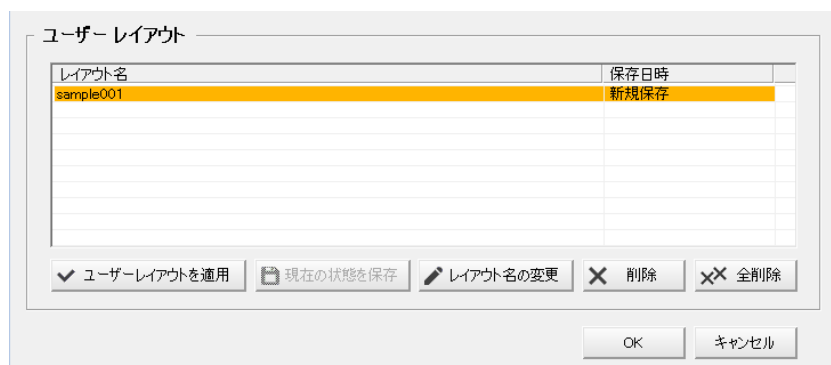 ユーザー レイアウト
レイアウト名 保存日時
sample001 新規保存
ユーザーレイアウトを適用 現在の状態を保存 レイアウト名の変更 削除 全削除
OK キャンセル